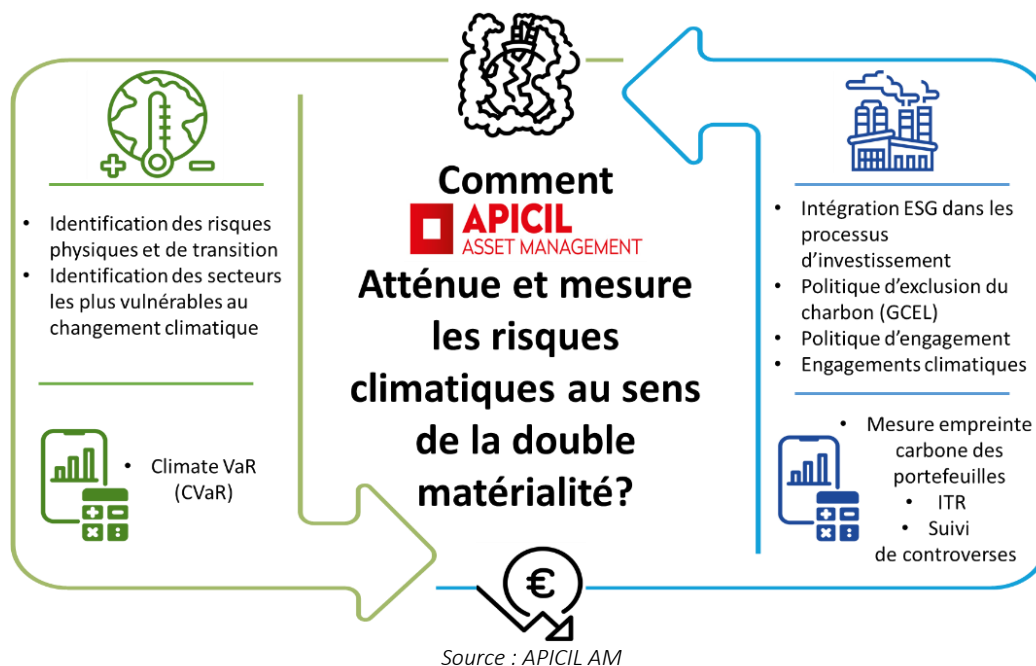 Comment
APICIL
ASSET MANAGEMENT
Atténue et mesure
les risques
climatiques au sens
de la double
matérialité?
• Identification des risques
physiques et de transition
• Identification des secteurs
les plus vulnérables au
changement climatique
• Climate VaR
(CVaR)
• Intégration ESG dans les
processus
d’investissement
• Politique d’exclusion du
charbon (GCEL)
• Politique d’engagement
• Engagements climatiques
• Mesure empreinte
carbone des
portefeuilles
• ITR
• Suivi
de controverses
€
Source : APICIL AM